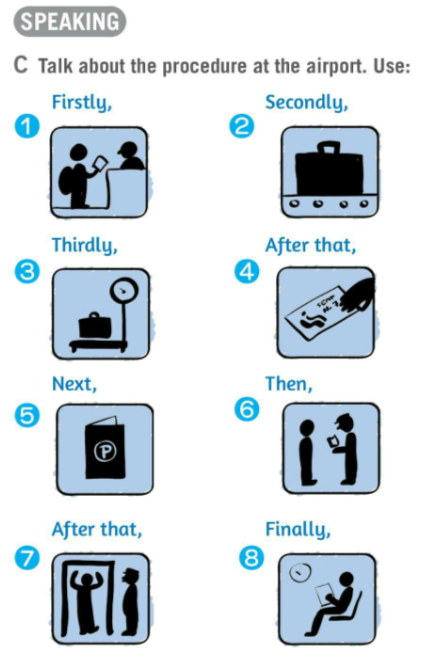 SPEAKING
C Talk about the procedure at the airport. Use:
Firstly,
1
Secondly,
2
Thirdly,
3
After that,
4
Next,
5
P
Then,
6
After that,
7
Finally,
8